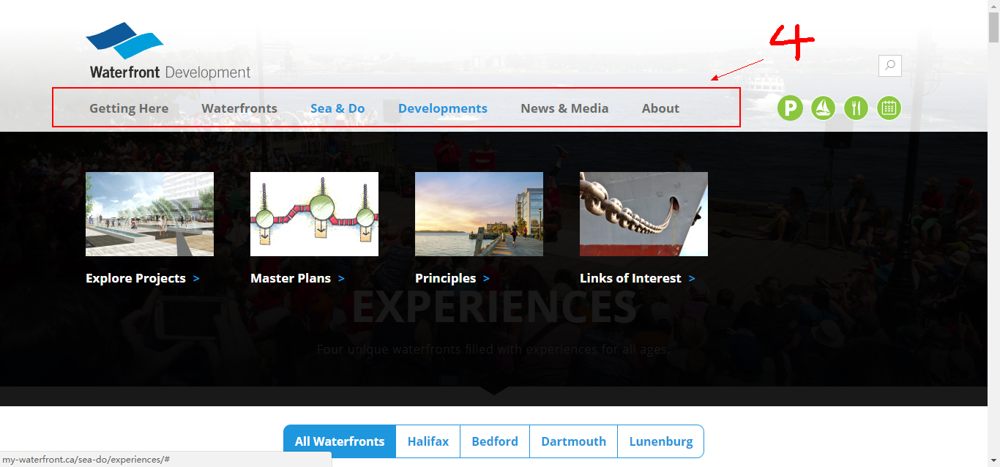 4
Waterfront Development
Getting Here Waterfronts Sea & Do Developments News & Media About
P
Explore Projects > Master Plans > Principles > Links of Interest >
EXPERIENCES
Four unique waterfronts filled with experiences for all ages.
All Waterfronts Halifax Bedford Dartmouth Lunenburg
my-waterfront.ca/sea-do/experiences/#